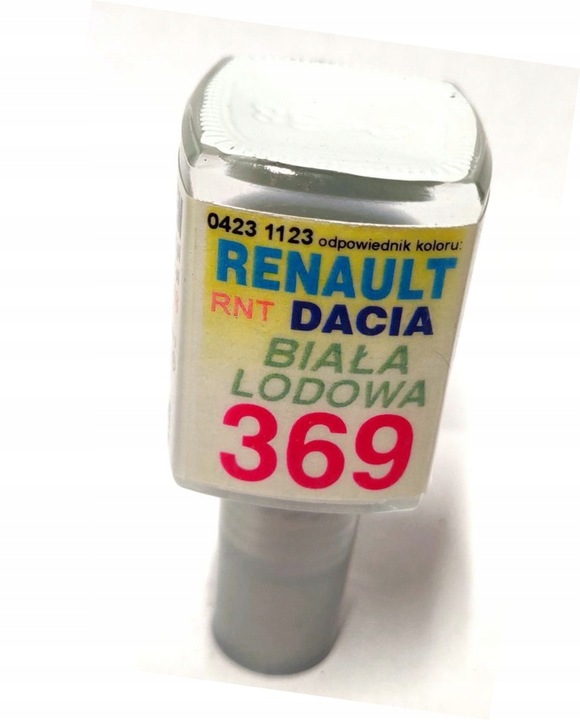 0423 1123 odpowiednik koloru:
RENAULT
RNT DACIA
BIAŁA
LODOWA
369